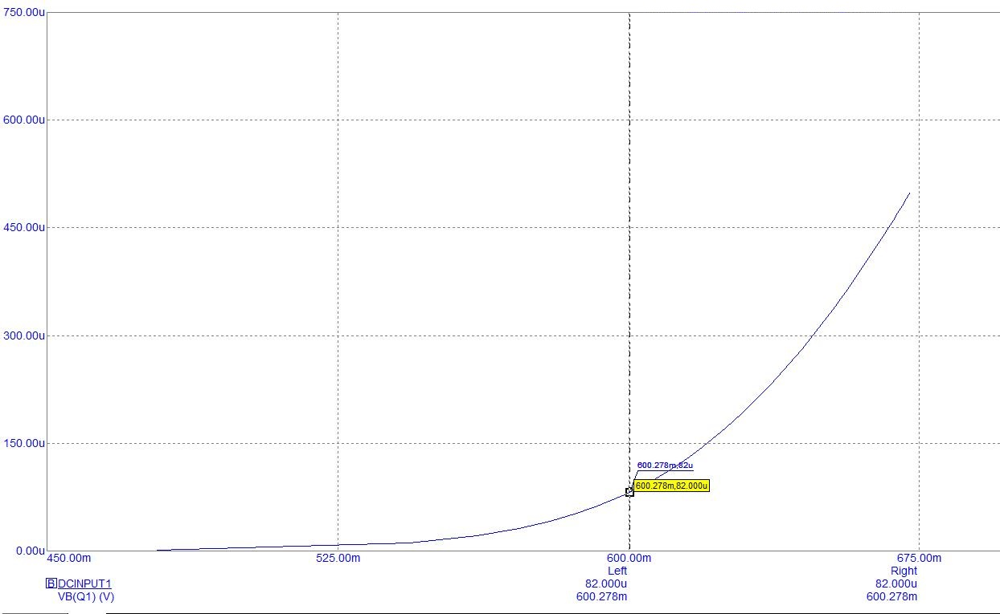 750.00u
600.00u
450.00u
300.00u
150.00u
600.278m,82u
600.278m,82.000u
0.00u
450.00m 525.00m 600.00m 675.00m
Left Right
B DCINPUT1 82.000u 82.000u
VB(Q1) (V) 600.278m 600.278m